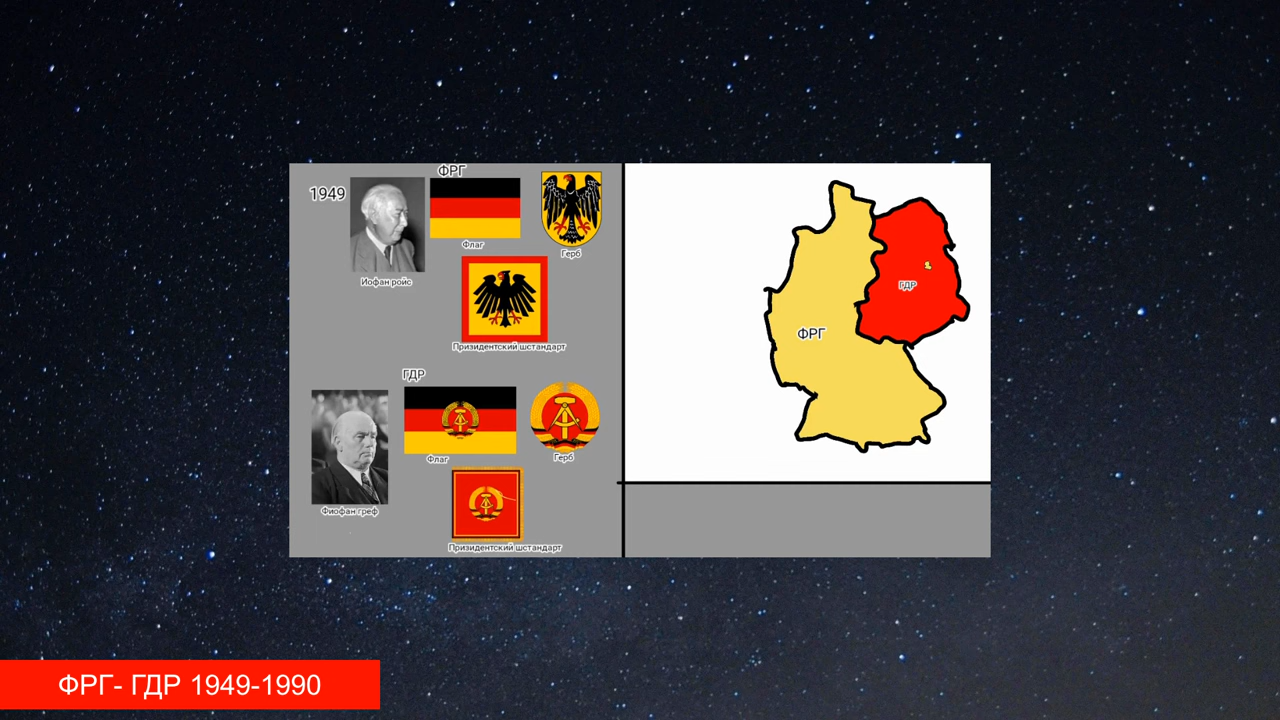 1949
ФРГ
Флаг
Герб
Иофан ройс
Призидентский шстандарт
ГДР
Флаг
Герб
Фиофан греф
Призидентский шстандарт
ФРГ
ГДР
ФРГ- ГДР 1949-1990